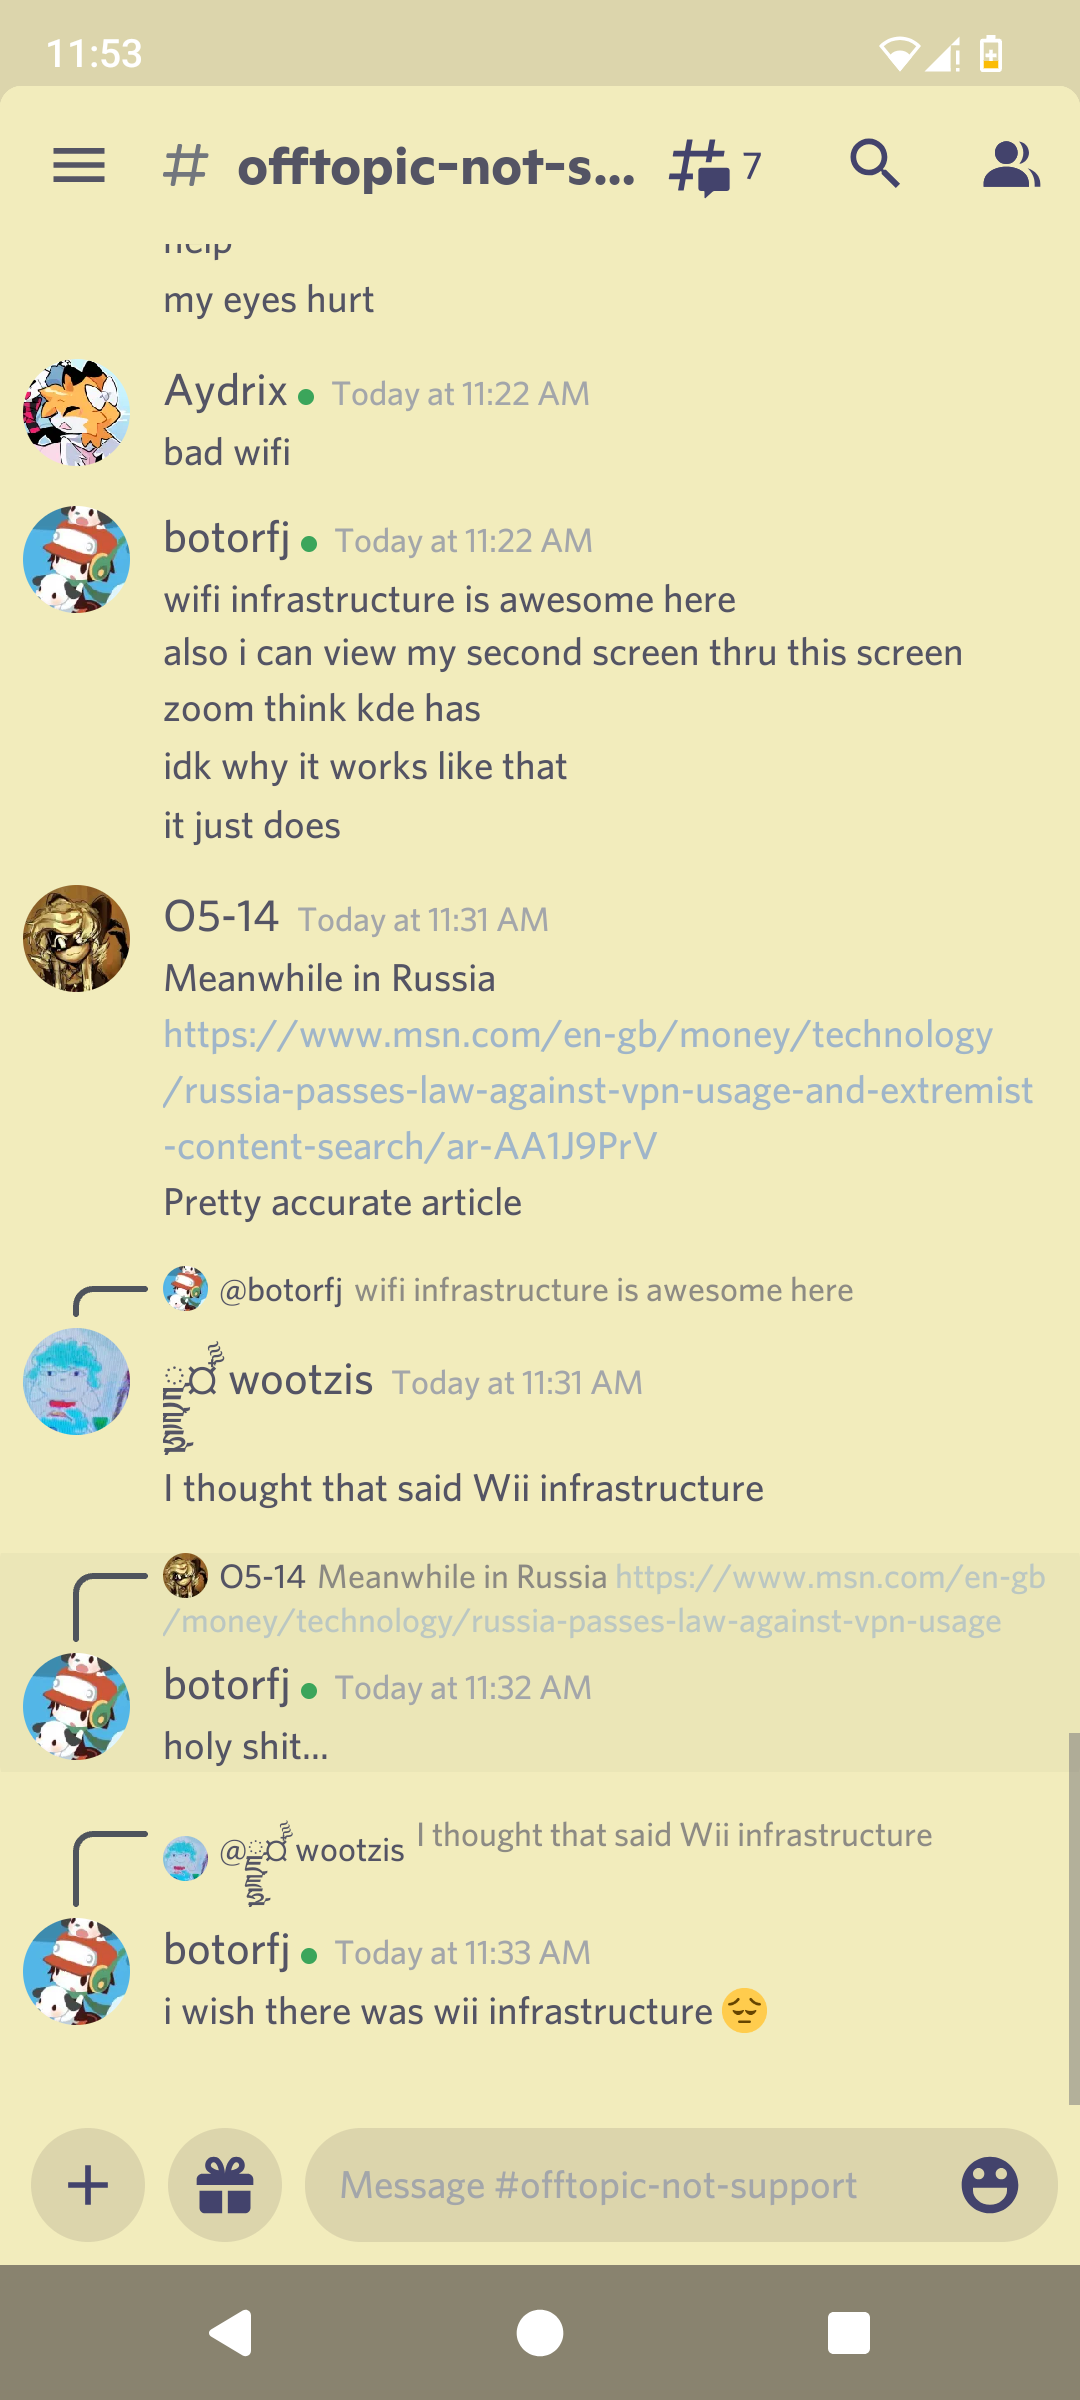 11:53
# offtopic-not-s...
7
help
my eyes hurt
Aydrix Today at 11:22 AM
bad wifi
botorfj Today at 11:22 AM
wifi infrastructure is awesome here
also i can view my second screen thru this screen
zoom think kde has
idk why it works like that
it just does
O5-14 Today at 11:31 AM
Meanwhile in Russia
https://www.msn.com/en-gb/money/technology
/russia-passes-law-against-vpn-usage-and-extremist
-content-search/ar-AA1J9PrV
Pretty accurate article
@botorfj wifi infrastructure is awesome here
wootzis Today at 11:31 AM
I thought that said Wii infrastructure
O5-14 Meanwhile in Russia https://www.msn.com/en-gb
/money/technology/russia-passes-law-against-vpn-usage
botorfj Today at 11:32 AM
holy shit...
@ wootzis I thought that said Wii infrastructure
botorfj Today at 11:33 AM
i wish there was wii infrastructure 😔
Message #offtopic-not-support